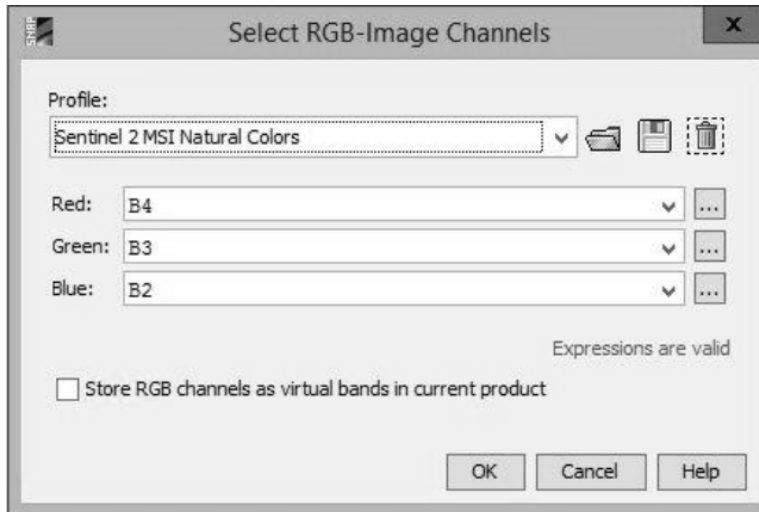 SNAP
Select RGB-Image Channels
x
Profile:
Sentinel 2 MSI Natural Colors
Red: B4 ...
Green: B3 ...
Blue: B2 ...
Expressions are valid
Store RGB channels as virtual bands in current product
OK Cancel Help